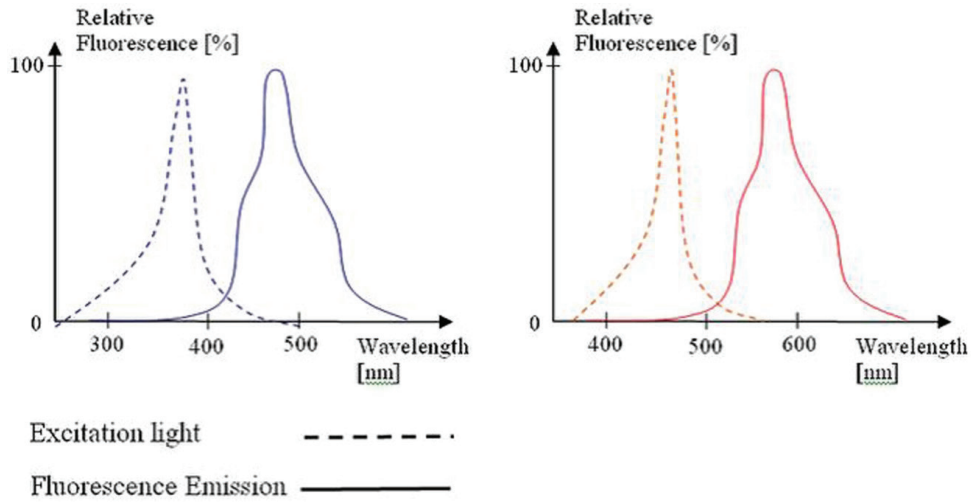 Relative
Fluorescence [%]
100
0
300
400
500
Wavelength
[nm]
Relative
Fluorescence [%]
100
0
400
500
600
Wavelength
[nm]
Excitation light
Fluorescence Emission